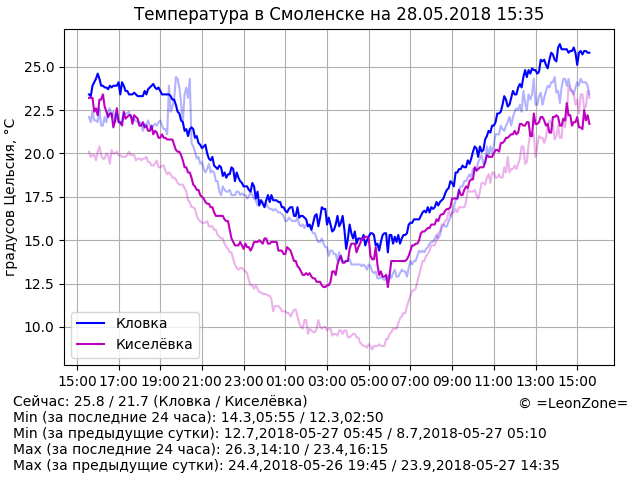 Температура в Смоленске на 28.05.2018 15:35
градусов Цельсия, °C
25.0
22.5
20.0
17.5
15.0
12.5
10.0
Кловка
Киселёвка
15:00 17:00 19:00 21:00 23:00 01:00 03:00 05:00 07:00 09:00 11:00 13:00 15:00
Сейчас: 25.8 / 21.7 (Кловка / Киселёвка)
© =LeonZone=
Min (за последние 24 часа): 14.3,05:55 / 12.3,02:50
Min (за предыдущие сутки): 12.7,2018-05-27 05:45 / 8.7,2018-05-27 05:10
Max (за последние 24 часа): 26.3,14:10 / 23.4,16:15
Max (за предыдущие сутки): 24.4,2018-05-26 19:45 / 23.9,2018-05-27 14:35